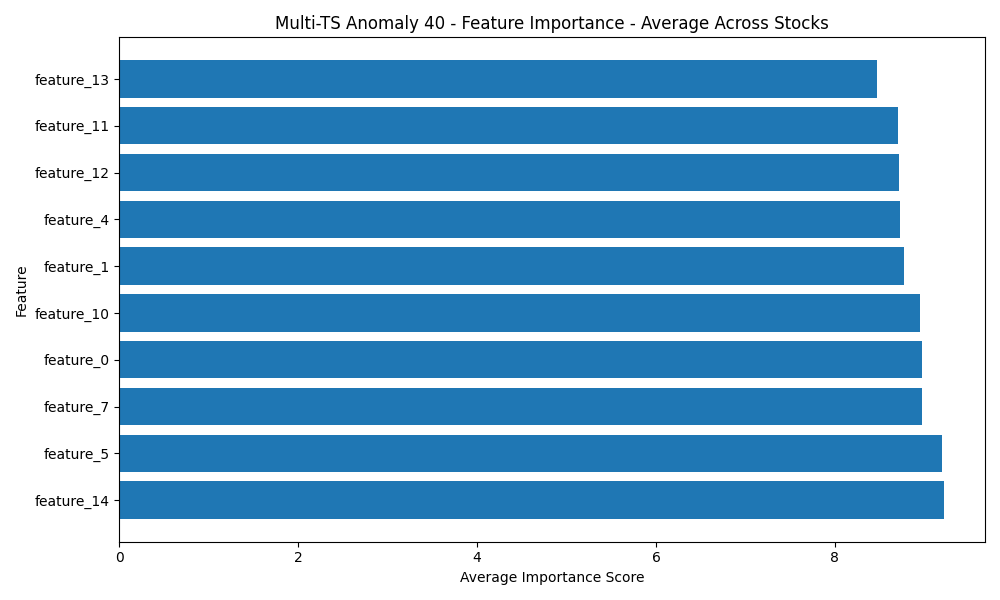 Multi-TS Anomaly 40 - Feature Importance - Average Across Stocks
feature_13
feature_11
feature_12
feature_4
feature_1
feature_10
feature_0
feature_7
feature_5
feature_14
Feature
0 2 4 6 8
Average Importance Score